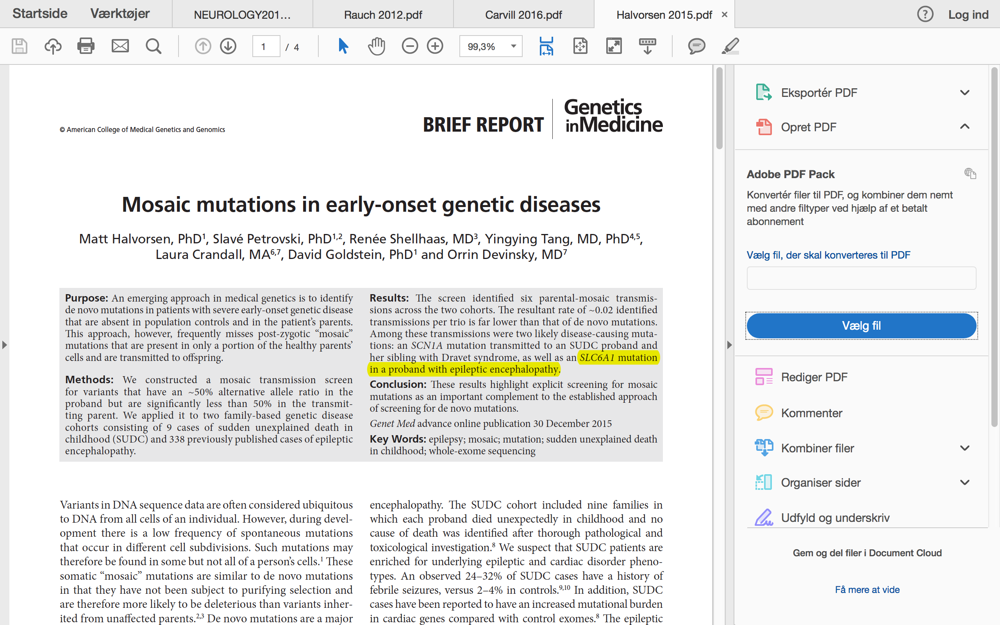 Startside
Værktøjer
NEUROLOGY201...
Rauch 2012.pdf
Carvill 2016.pdf
Halvorsen 2015.pdf ×
? Log ind
1 / 4
99,3%
© American College of Medical Genetics and Genomics
BRIEF REPORT
Genetics
inMedicine
Mosaic mutations in early-onset genetic diseases
Matt Halvorsen, PhD1, Slavé Petrovski, PhD1,2, Renée Shellhaas, MD3, Yingying Tang, MD, PhD4,5,
Laura Crandall, MA6,7, David Goldstein, PhD1 and Orrin Devinsky, MD7
Purpose: An emerging approach in medical genetics is to identify
de novo mutations in patients with severe early-onset genetic disease
that are absent in population controls and in the patient's parents.
This approach, however, frequently misses post-zygotic “mosaic”
mutations that are present in only a portion of the healthy parents'
cells and are transmitted to offspring.
Methods: We constructed a mosaic transmission screen
for variants that have an ~50% alternative allele ratio in the
proband but are significantly less than 50% in the transmit-
ting parent. We applied it to two family-based genetic disease
cohorts consisting of 9 cases of sudden unexplained death in
childhood (SUDC) and 338 previously published cases of epileptic
encephalopathy.
Results: The screen identified six parental-mosaic transmis-
sions across the two cohorts. The resultant rate of ~0.02 identified
transmissions per trio is far lower than that of de novo mutations.
Among these transmissions were two likely disease-causing muta-
tions: an SCN1A mutation transmitted to an SUDC proband and
her sibling with Dravet syndrome, as well as an SLC6A1 mutation
in a proband with epileptic encephalopathy.
Conclusion: These results highlight explicit screening for mosaic
mutations as an important complement to the established approach
of screening for de novo mutations.
Genet Med advance online publication 30 December 2015
Key Words: epilepsy; mosaic; mutation; sudden unexplained death
in childhood; whole-exome sequencing
Variants in DNA sequence data are often considered ubiquitous
to DNA from all cells of an individual. However, during devel-
opment there is a low frequency of spontaneous mutations
that occur in different cell subdivisions. Such mutations may
therefore be found in some but not all of a person's cells.1 These
somatic “mosaic” mutations are similar to de novo mutations
in that they have not been subject to purifying selection and
are therefore more likely to be deleterious than variants inher-
ited from unaffected parents.2,3 De novo mutations are a major
encephalopathy. The SUDC cohort included nine families in
which each proband died unexpectedly in childhood and no
cause of death was identified after thorough pathological and
toxicological investigation.8 We suspect that SUDC patients are
enriched for underlying epileptic and cardiac disorder pheno-
types. An observed 24–32% of SUDC cases have a history of
febrile seizures, versus 2–4% in controls.9,10 In addition, SUDC
cases have been reported to have an increased mutational burden
in cardiac genes compared with control exomes.8 The epileptic
Eksportér PDF
Opret PDF
Adobe PDF Pack
Konvertér filer til PDF, og kombiner dem nemt
med andre filtyper ved hjælp af et betalt
abonnement
Vælg fil, der skal konverteres til PDF
Vælg fil
Rediger PDF
Kommenter
Kombiner filer
Organiser sider
Udfyld og underskriv
Gem og del filer i Document Cloud
Få mere at vide